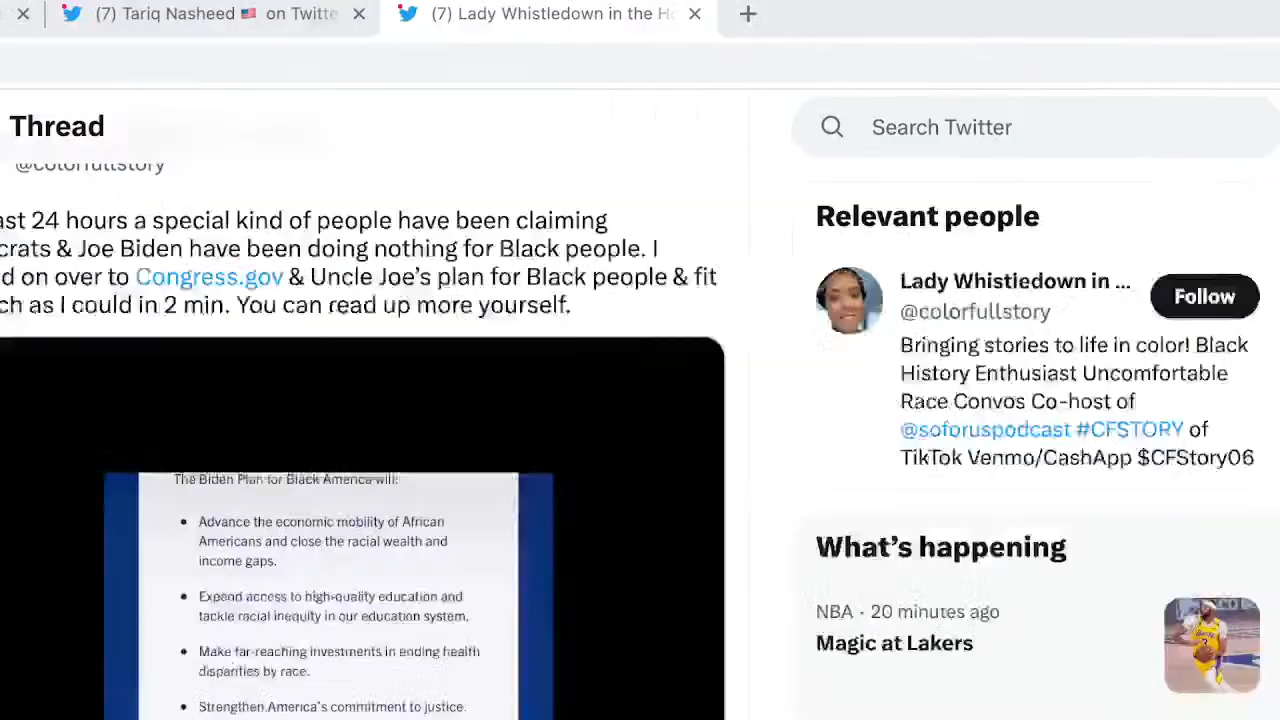 (7) Tariq Nasheed 🇺🇸 on Twitte
(7) Lady Whistledown in the Ho
Thread
@colorfullstory
ast 24 hours a special kind of people have been claiming
crats & Joe Biden have been doing nothing for Black people. I
d on over to Congress.gov & Uncle Joe's plan for Black people & fit
ch as I could in 2 min. You can read up more yourself.
The Biden Plan for Black America will:
• Advance the economic mobility of African
Americans and close the racial wealth and
income gaps.
• Expand access to high-quality education and
tackle racial inequity in our education system.
• Make far-reaching investments in ending health
disparities by race.
• Strengthen America's commitment to justice.
Search Twitter
Relevant people
Lady Whistledown in ...
Follow
@colorfullstory
Bringing stories to life in color! Black
History Enthusiast Uncomfortable
Race Convos Co-host of
@soforuspodcast #CFSTORY of
TikTok Venmo/CashApp $CFStory06
What's happening
NBA · 20 minutes ago
Magic at Lakers